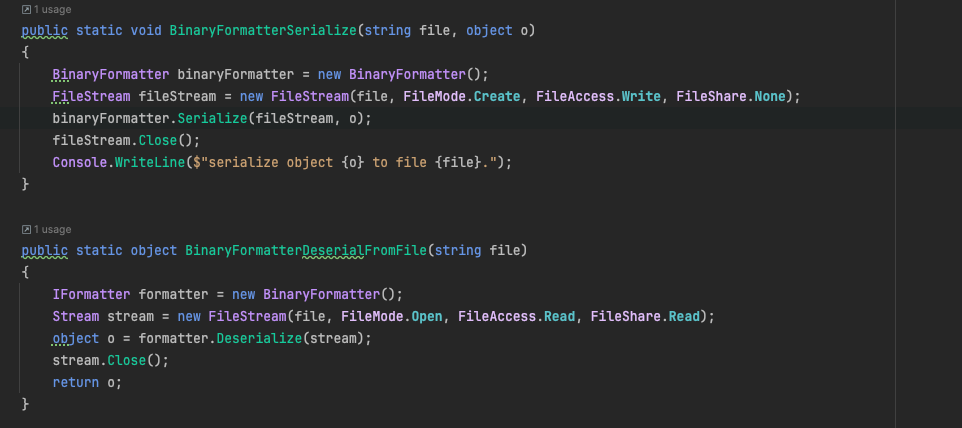 1 usage
public static void BinaryFormatterSerialize(string file, object o)
{
    BinaryFormatter binaryFormatter = new BinaryFormatter();
    FileStream fileStream = new FileStream(file, FileMode.Create, FileAccess.Write, FileShare.None);
    binaryFormatter.Serialize(fileStream, o);
    fileStream.Close();
    Console.WriteLine($"serialize object {o} to file {file}.");
}
1 usage
public static object BinaryFormatterDeserialFromFile(string file)
{
    IFormatter formatter = new BinaryFormatter();
    Stream stream = new FileStream(file, FileMode.Open, FileAccess.Read, FileShare.Read);
    object o = formatter.Deserialize(stream);
    stream.Close();
    return o;
}